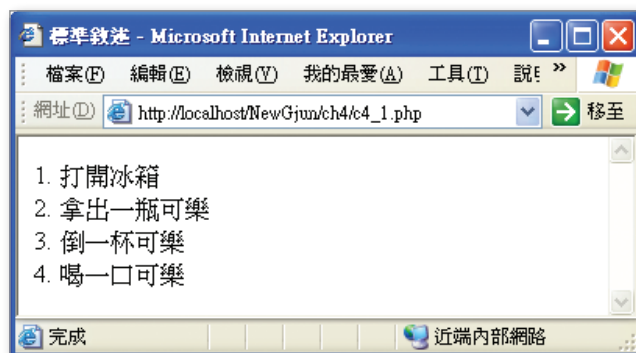 標準敘述 - Microsoft Internet Explorer
檔案(F) 編輯(E) 檢視(V) 我的最愛(A) 工具(T) 說 »
網址(D) http://localhost/NewGjun/ch4/c4_1.php 移至
1. 打開冰箱
2. 拿出一瓶可樂
3. 倒一杯可樂
4. 喝一口可樂
完成 近端內部網路